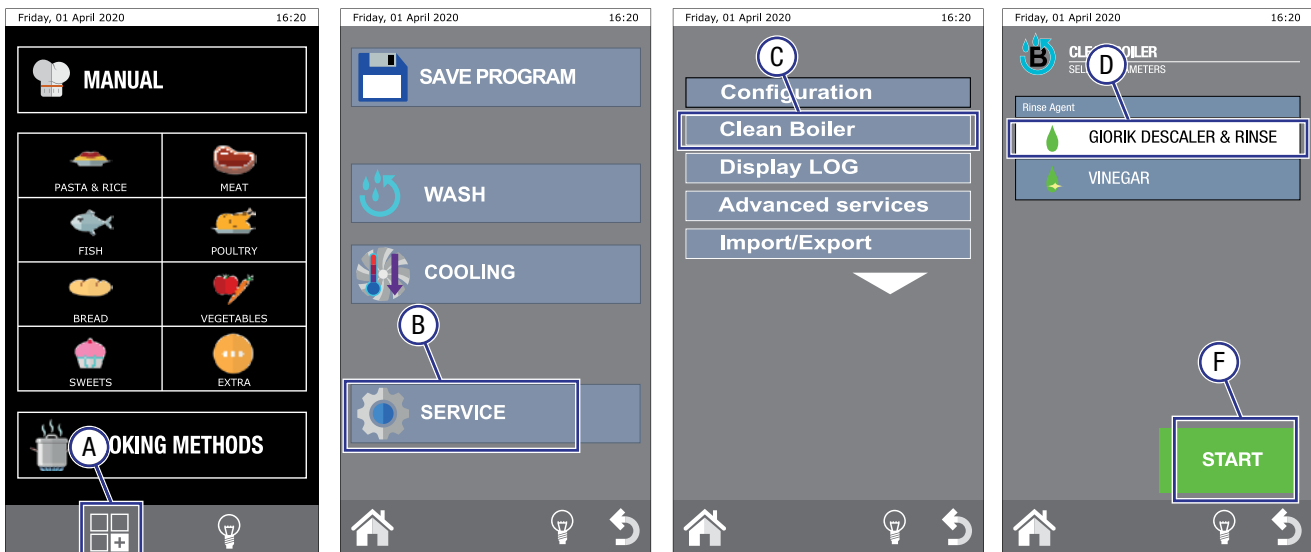 Friday, 01 April 2020 16:20
MANUAL
PASTA & RICE MEAT
FISH POULTRY
BREAD VEGETABLES
SWEETS EXTRA
A OKING METHODS
Friday, 01 April 2020 16:20
SAVE PROGRAM
WASH
COOLING
B
SERVICE
Friday, 01 April 2020 16:20
C
Configuration
Clean Boiler
Display LOG
Advanced services
Import/Export
Friday, 01 April 2020 16:20
B
D
Rinse Agent
GIORIK DESCALER & RINSE
VINEGAR
F
START